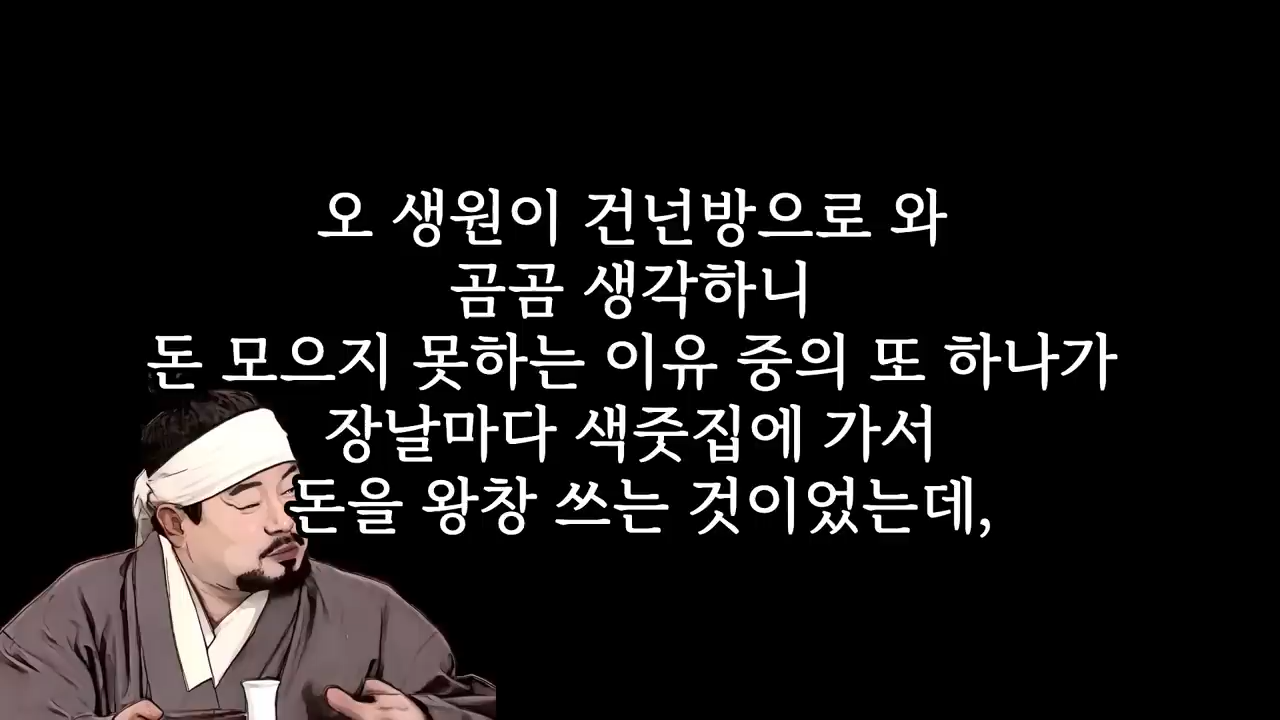 오 생원이 건넌방으로 와
곰곰 생각하니
돈 모으지 못하는 이유 중의 또 하나가
장날마다 색줏집에 가서
돈을 왕창 쓰는 것이었는데,